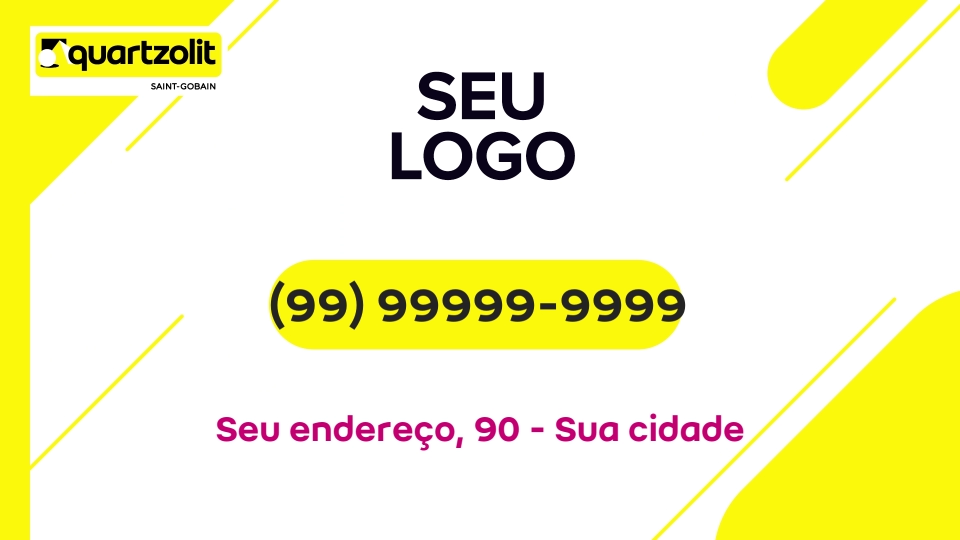 quartzolit
SAINT-GOBAIN
SEU
LOGO
(99) 99999-9999
Seu endereço, 90 - Sua cidade